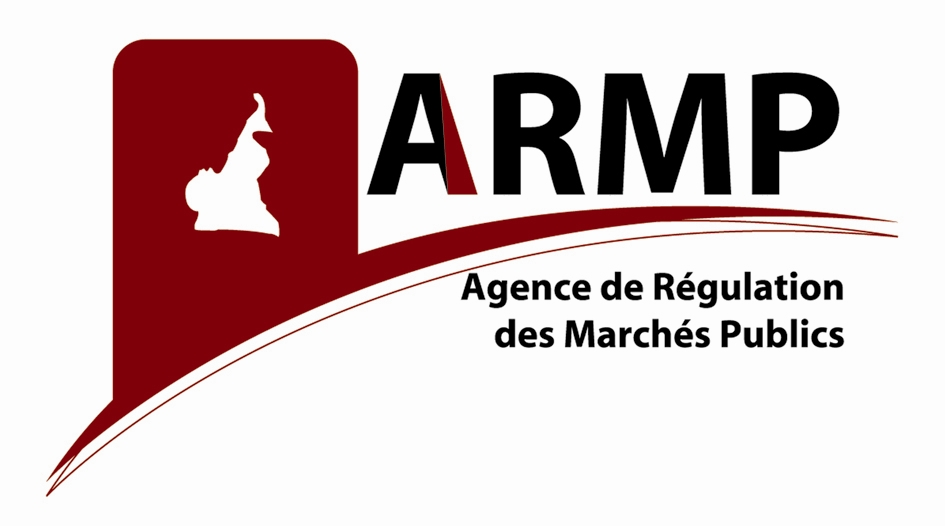 ARMP
Agence de Régulation
des Marchés Publics